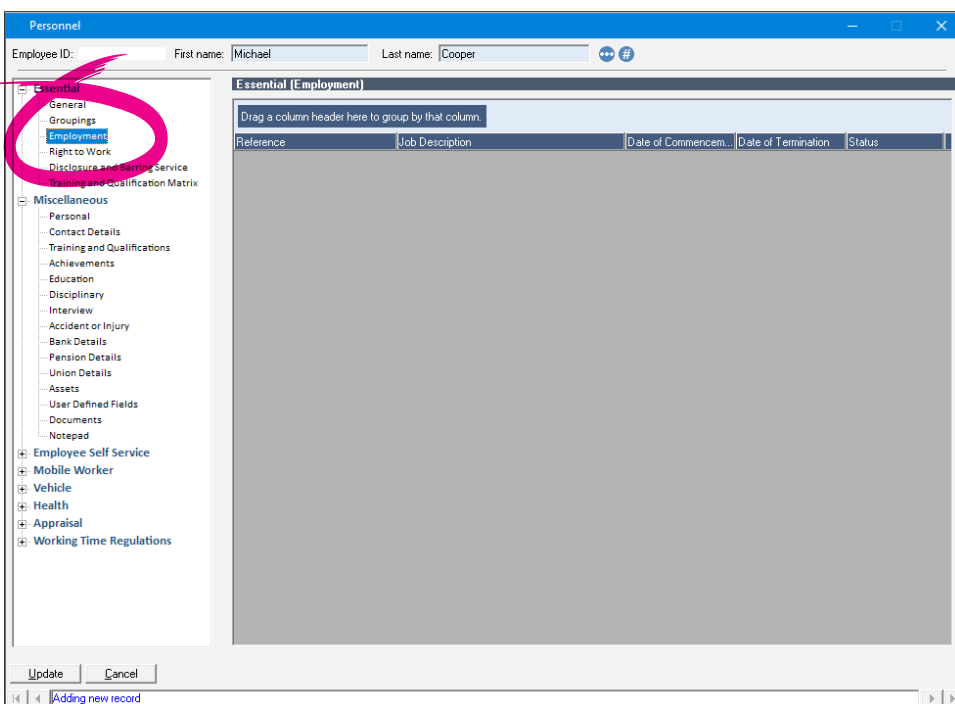 Personnel
Employee ID: First name: Michael Last name: Cooper #
Essential
General
Groupings
Employment
Right to Work
Disclosure and Barring Service
Training and Qualification Matrix
Miscellaneous
Personal
Contact Details
Training and Qualifications
Achievements
Education
Disciplinary
Interview
Accident or Injury
Bank Details
Pension Details
Union Details
Assets
User Defined Fields
Documents
Notepad
Employee Self Service
Mobile Worker
Vehicle
Health
Appraisal
Working Time Regulations
Essential (Employment)
Drag a column header here to group by that column.
Reference Job Description Date of Commencem... Date of Termination Status
Update Cancel
Adding new record